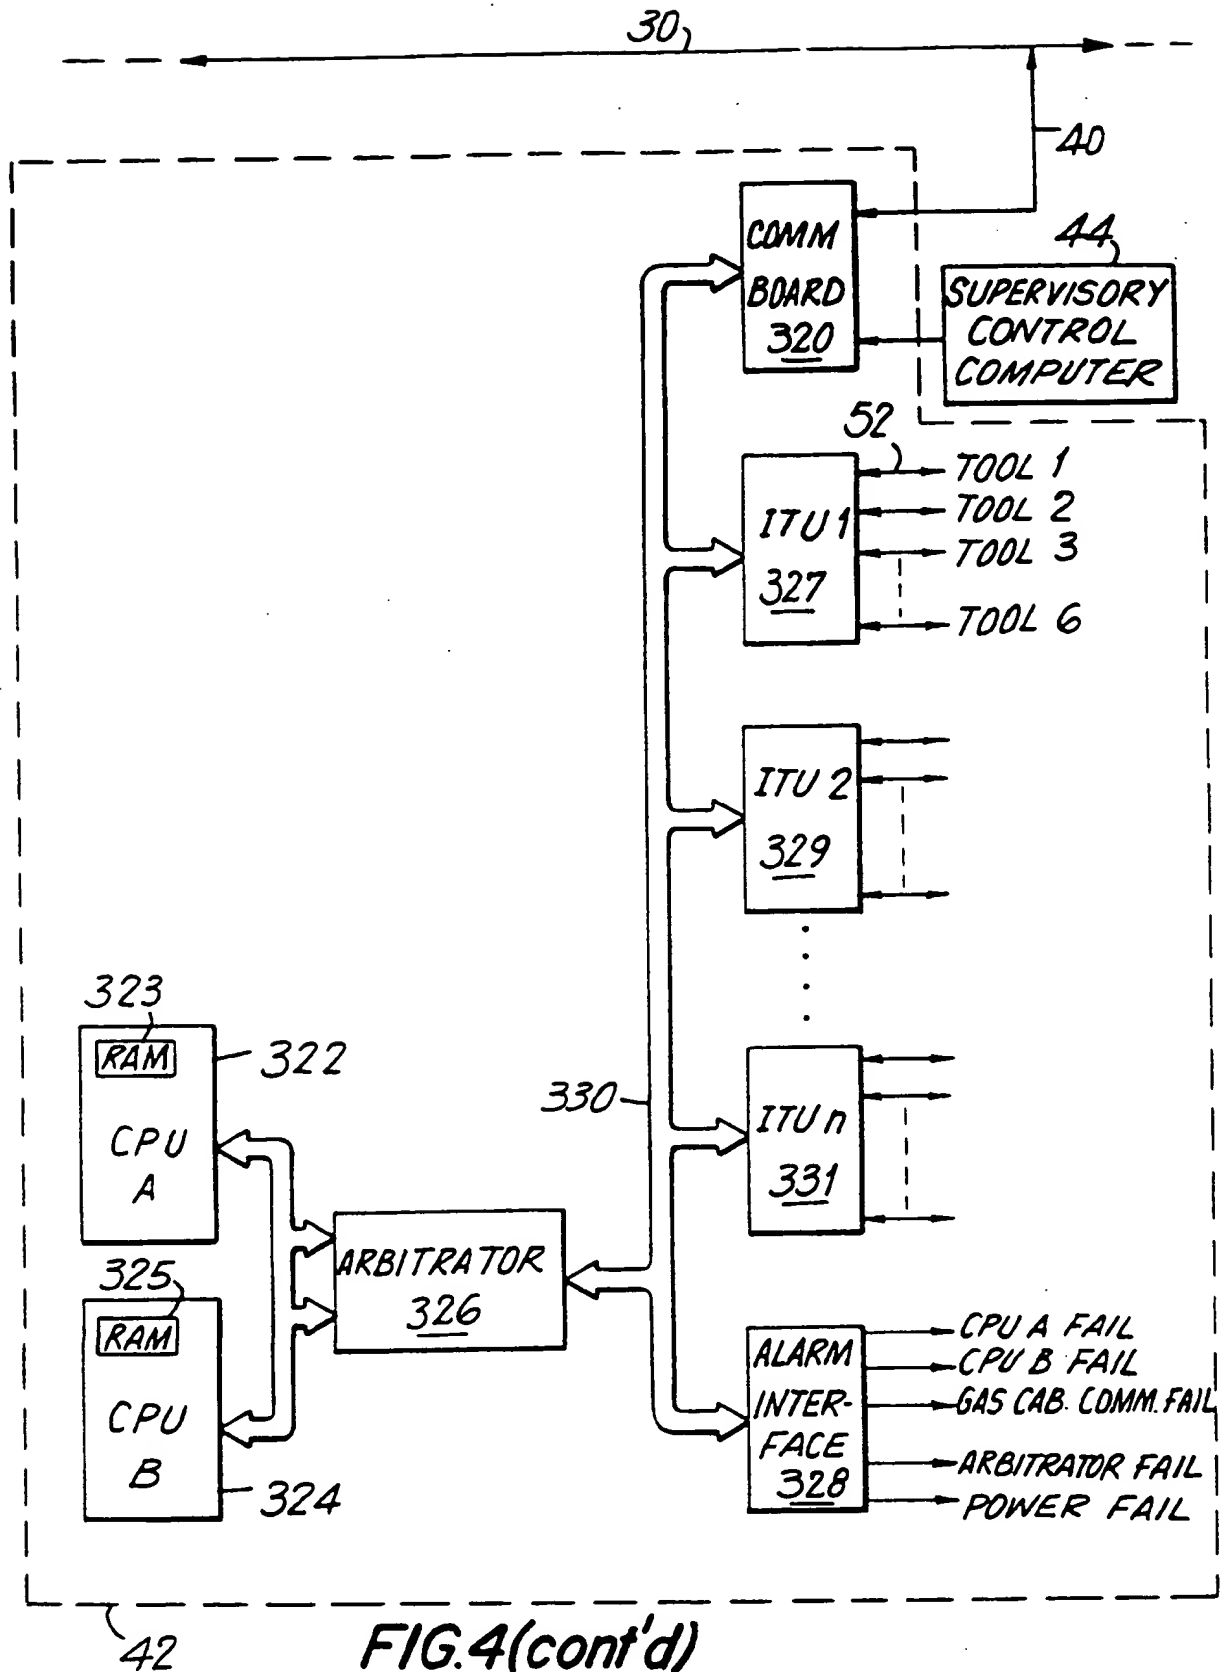 30
40
COMM
BOARD
320
44
SUPERVISORY
CONTROL
COMPUTER
52
TOOL 1
TOOL 2
TOOL 3
TOOL 6
ITU 1
327
ITU 2
329
323
RAM
322
CPU
A
330
ITU n
331
325
RAM
CPU
B
324
ARBITRATOR
326
ALARM
INTER-
FACE
328
CPU A FAIL
CPU B FAIL
GAS CAB. COMM. FAIL
ARBITRATOR FAIL
POWER FAIL
42
FIG.4(cont'd)